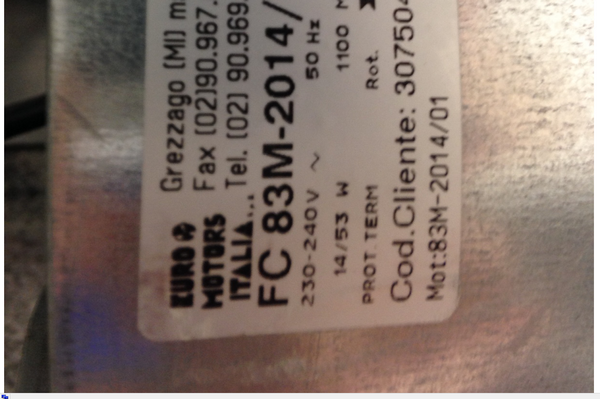 EURO
MOTORS
ITALIA...
Grezzago (MI)
Fax (02)90.967.
Tel. (02) 90.969.
FC 83M-2014/
230-240V ~ 50 Hz
14/53 W 1100
PROT.TERM Rot.
Cod.Cliente: 307504
Mot:83M-2014/01